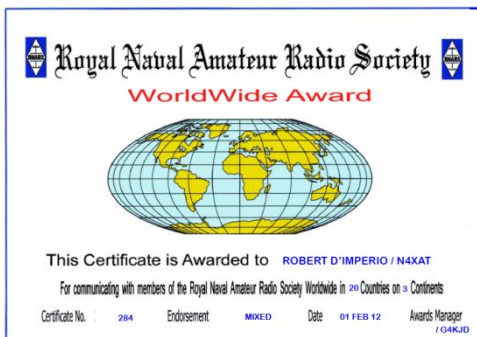 Royal Naval Amateur Radio Society
RNARS
RNARS
WorldWide Award
This Certificate is Awarded to ROBERT D'IMPERIO / N4XAT
For communicating with members of the Royal Naval Amateur Radio Society Worldwide in 20 Countries on 3 Continents
Certificate No. 284 Endorsement MIXED Date 01 FEB 12 Awards Manager
/ G4KJD